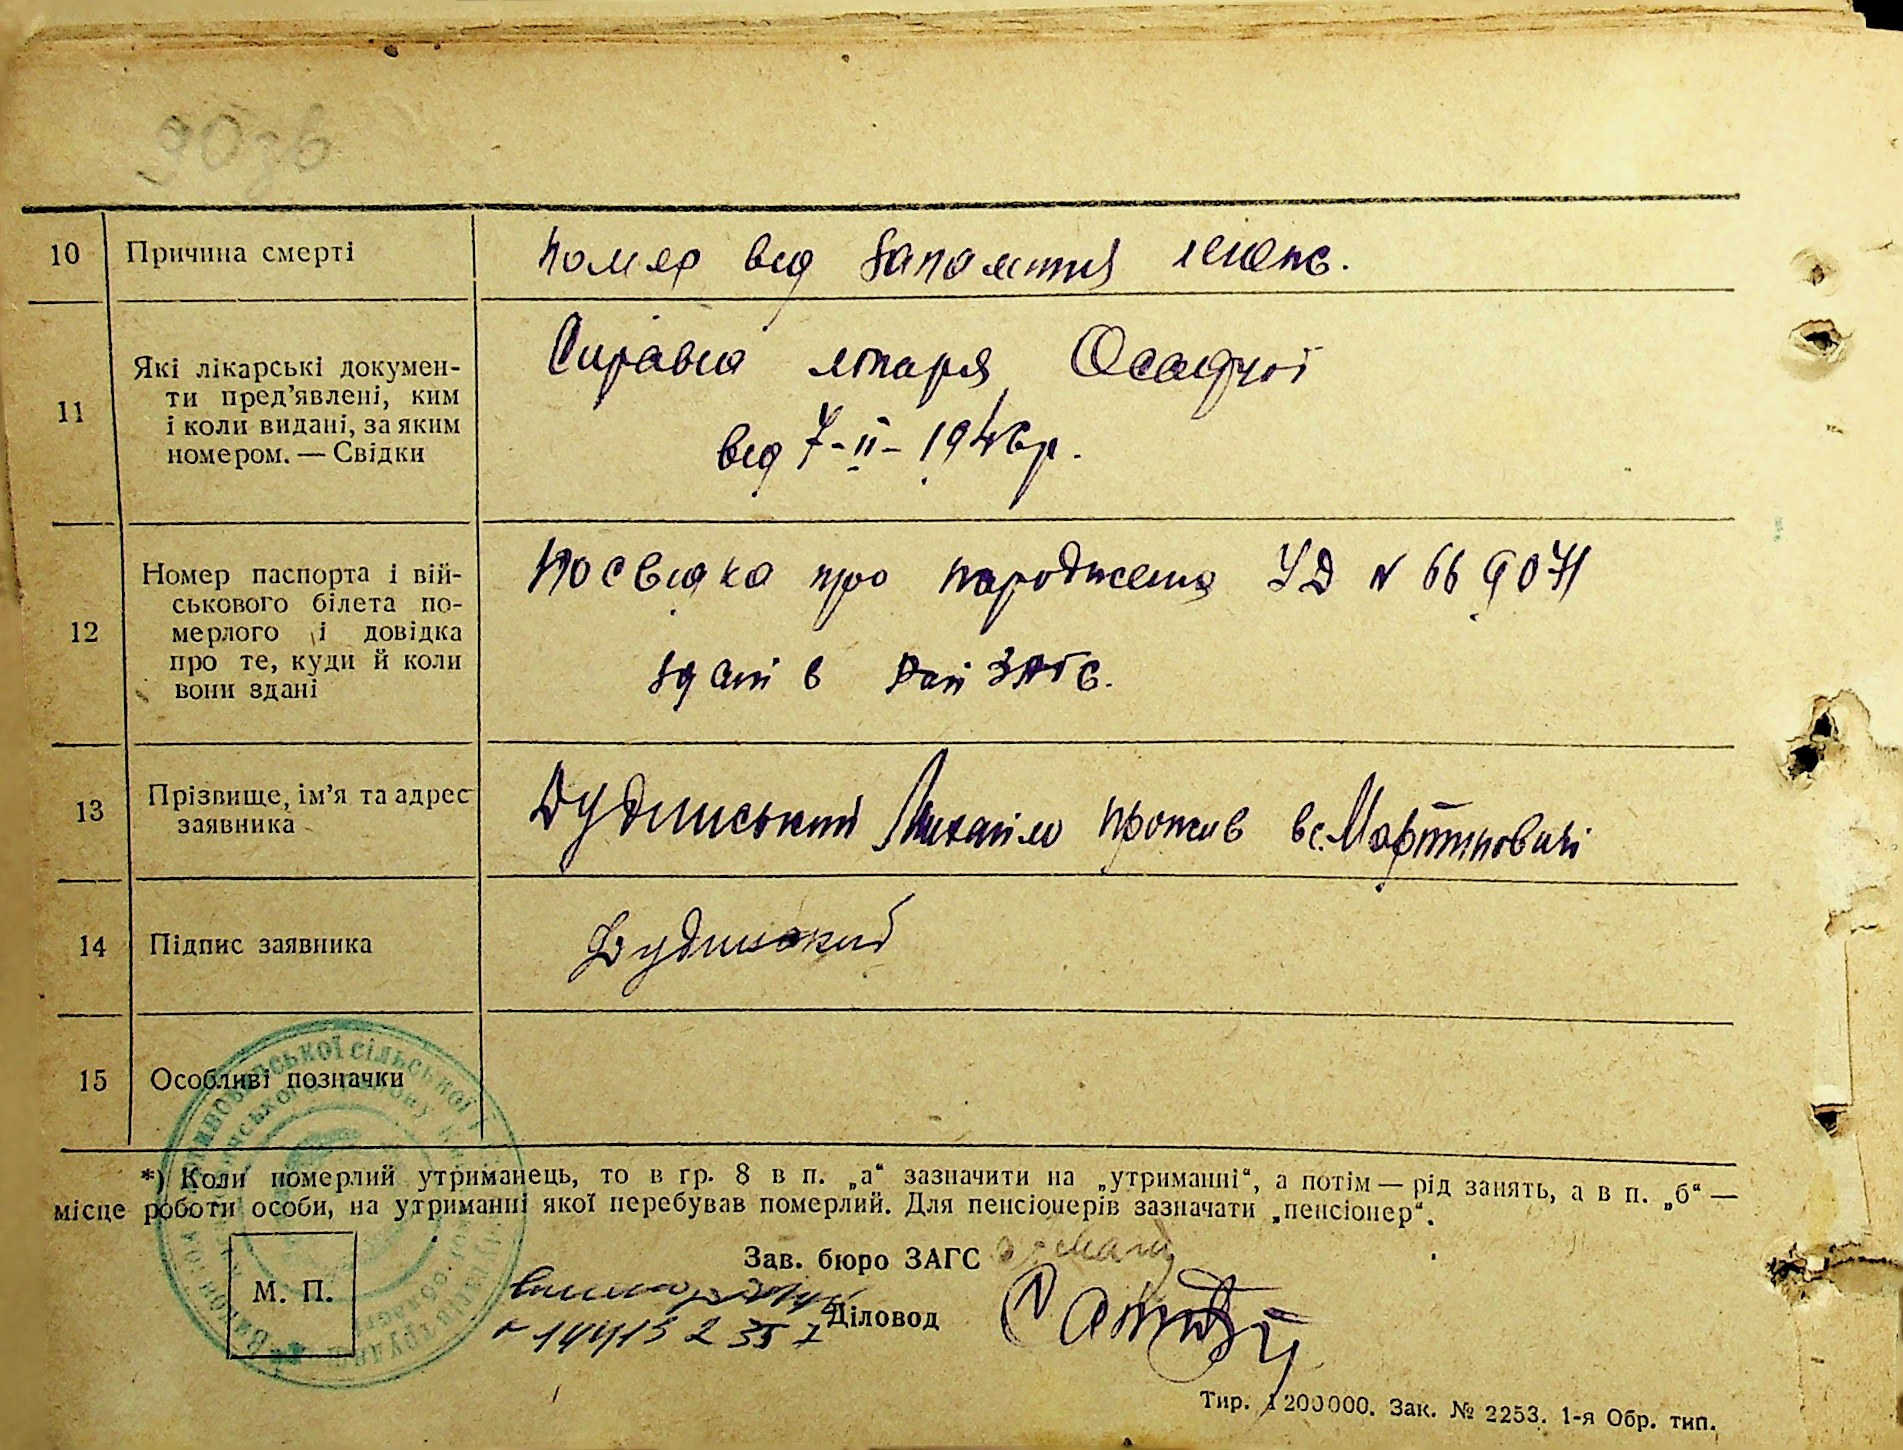 10 Причина смерті Помер від запалення легень.
11 Які лікарські докумен-
ти пред’явлені, ким
і коли видані, за яким
номером. — Свідки
Справка лікаря Осадчої
від 7-II-1946р.
12 Номер паспорта і вій-
ськового білета по-
мерлого і довідка
про те, куди й коли
вони здані
Посвідка про народження УД № 669071
здані в Рай ЗАГС.
13 Прізвище, ім’я та адрес
заявника
Дудинський Михайло прожив в с. Мартиновичі
14 Підпис заявника Дудинский
15 Особливі позначки
*) Коли померлий утриманець, то в гр. 8 в п. „а“ зазначити на „утриманні“, а потім — рід занять, а в п. „б“ —
місце роботи особи, на утриманні якої перебував померлий. Для пенсіонерів зазначати „пенсіонер“.
Зав. бюро ЗАГС
М. П.
Діловод
Тир. 1200000. Зак. № 2253. 1-я Обр. тип.